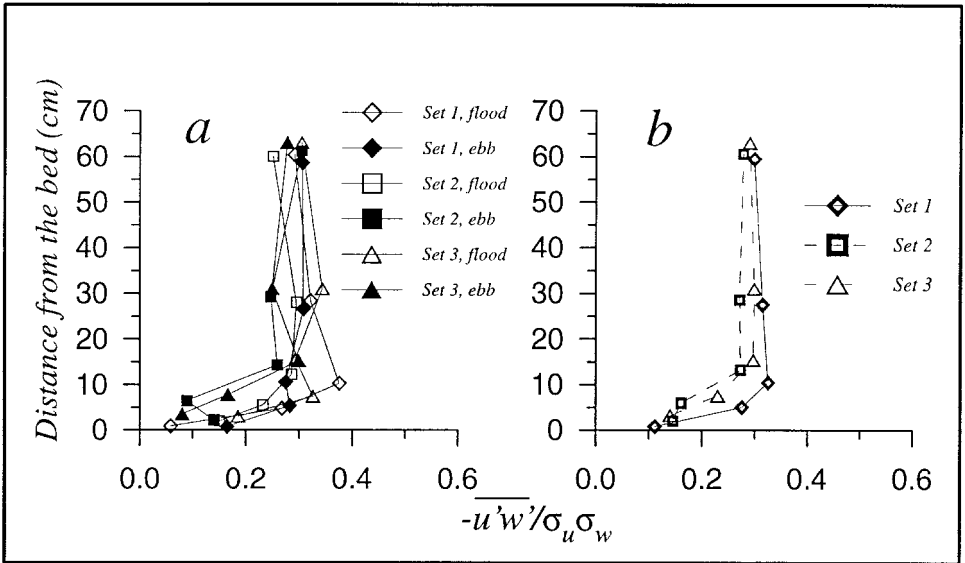 a
b
Distance from the bed (cm)
70
60
50
40
30
20
10
0
0.0
0.2
0.4
0.6
Set 1, flood
Set 1, ebb
Set 2, flood
Set 2, ebb
Set 3, flood
Set 3, ebb
70
60
50
40
30
20
10
0
0.0
0.2
0.4
0.6
Set 1
Set 2
Set 3
-u'w'/σuσw